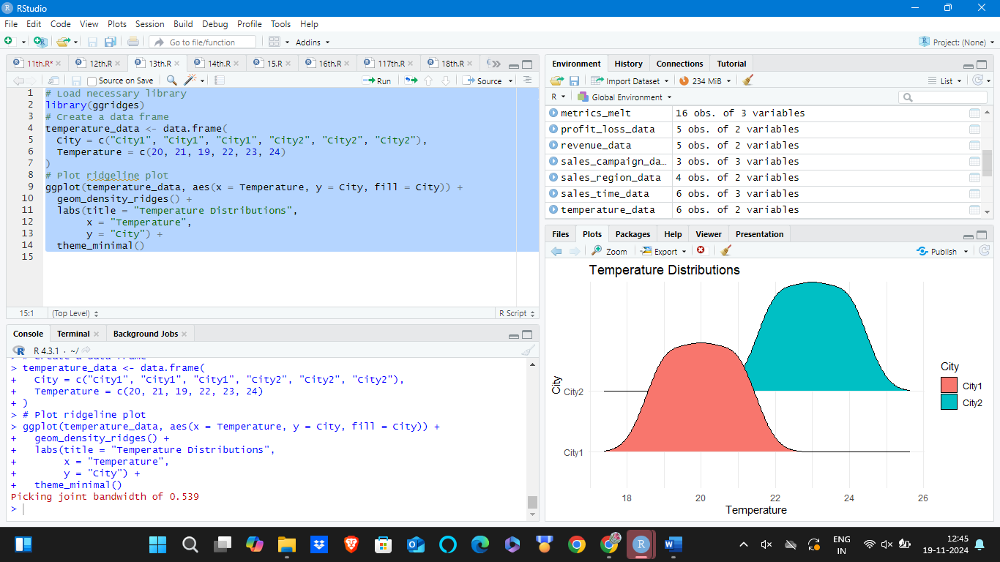 RStudio
File Edit Code View Plots Session Build Debug Profile Tools Help
Go to file/function Addins Project: (None)
11th.R* 12th.R 13th.R 14th.R 15.R 16th.R 117th.R 18th.R
Source on Save Run Source
1 # Load necessary library
2 library(ggridges)
3 # Create a data frame
4 temperature_data <- data.frame(
5 City = c("City1", "City1", "City1", "City2", "City2", "City2"),
6 Temperature = c(20, 21, 19, 22, 23, 24)
7 )
8 # Plot ridgeline plot
9 ggplot(temperature_data, aes(x = Temperature, y = City, fill = City)) +
10 geom_density_ridges() +
11 labs(title = "Temperature Distributions",
12 x = "Temperature",
13 y = "City") +
14 theme_minimal()
15
15:1 (Top Level) R Script
Console Terminal Background Jobs
R 4.3.1 · ~/
> # Create a data frame
> temperature_data <- data.frame(
+ City = c("City1", "City1", "City1", "City2", "City2", "City2"),
+ Temperature = c(20, 21, 19, 22, 23, 24)
+ )
> # Plot ridgeline plot
> ggplot(temperature_data, aes(x = Temperature, y = City, fill = City)) +
+ geom_density_ridges() +
+ labs(title = "Temperature Distributions",
+ x = "Temperature",
+ y = "City") +
+ theme_minimal()
Picking joint bandwidth of 0.539
>
Environment History Connections Tutorial
Import Dataset 234 MiB List
R Global Environment
metrics_melt 16 obs. of 3 variables
profit_loss_data 5 obs. of 2 variables
revenue_data 5 obs. of 2 variables
sales_campaign_da… 3 obs. of 3 variables
sales_region_data 4 obs. of 2 variables
sales_time_data 6 obs. of 3 variables
temperature_data 6 obs. of 2 variables
Files Plots Packages Help Viewer Presentation
Zoom Export Publish
Temperature Distributions
City
City2
City1
18 20 22 24 26
Temperature
City
City1
City2
ENG
IN
12:45
19-11-2024